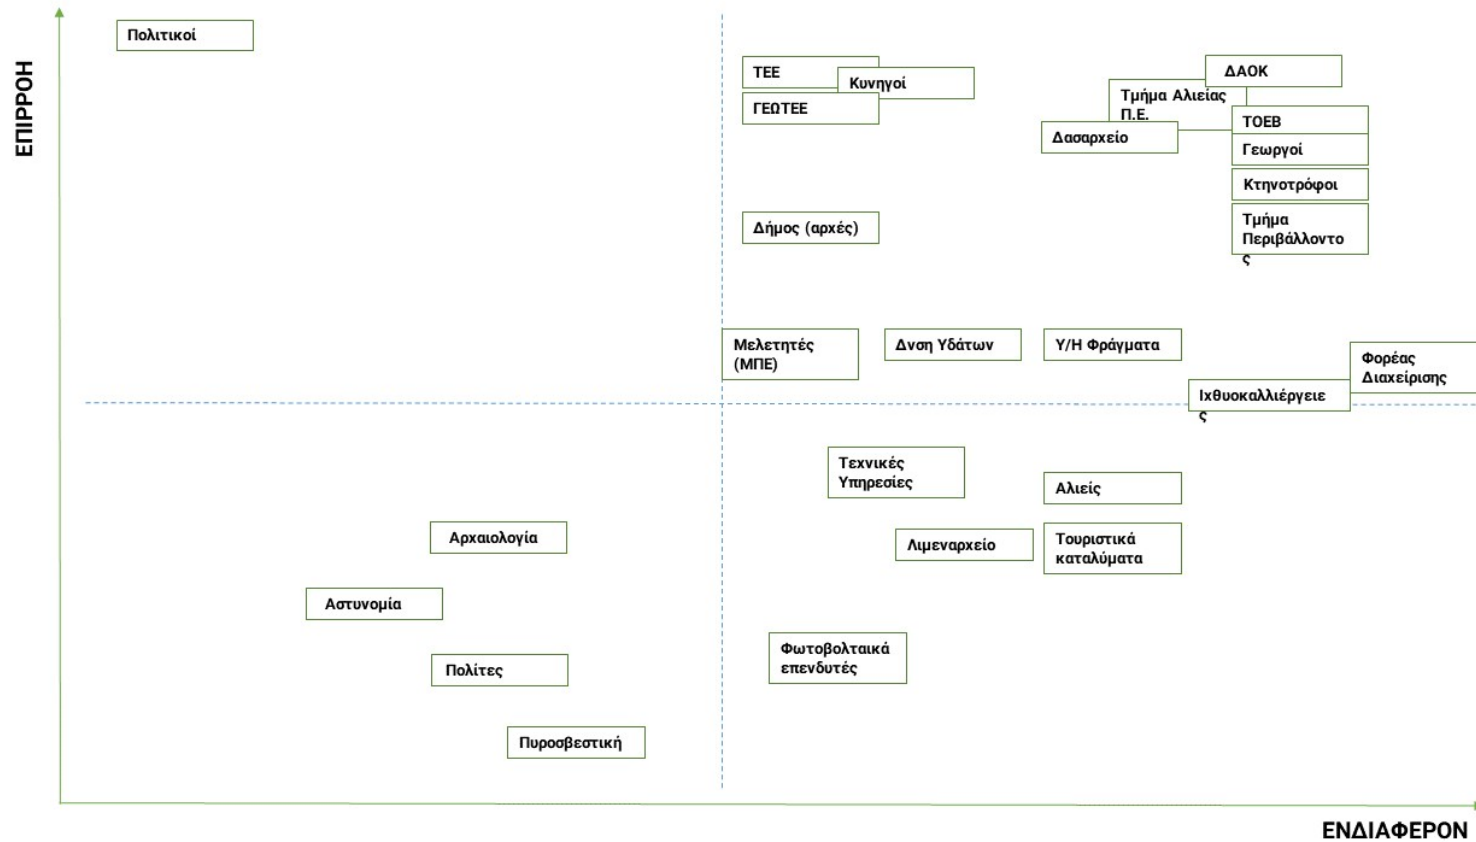 ΕΠΙΡΡΟΗ
Πολιτικοί
ΤΕΕ
Κυνηγοί
ΓΕΩΤΕΕ
ΔΑΟΚ
Τμήμα Αλιείας
Π.Ε.
ΤΟΕΒ
Δασαρχείο
Γεωργοί
Κτηνοτρόφοι
Δήμος (αρχές)
Τμήμα
Περιβάλλοντο
ς
Μελετητές
(ΜΠΕ)
Δνση Υδάτων
Υ/Η Φράγματα
Φορέας
Διαχείρισης
Ιχθυοκαλλιέργειε
ς
Τεχνικές
Υπηρεσίες
Αλιείς
Αρχαιολογία
Λιμεναρχείο
Τουριστικά
καταλύματα
Αστυνομία
Πολίτες
Φωτοβολταικά
επενδυτές
Πυροσβεστική
ΕΝΔΙΑΦΕΡΟΝ